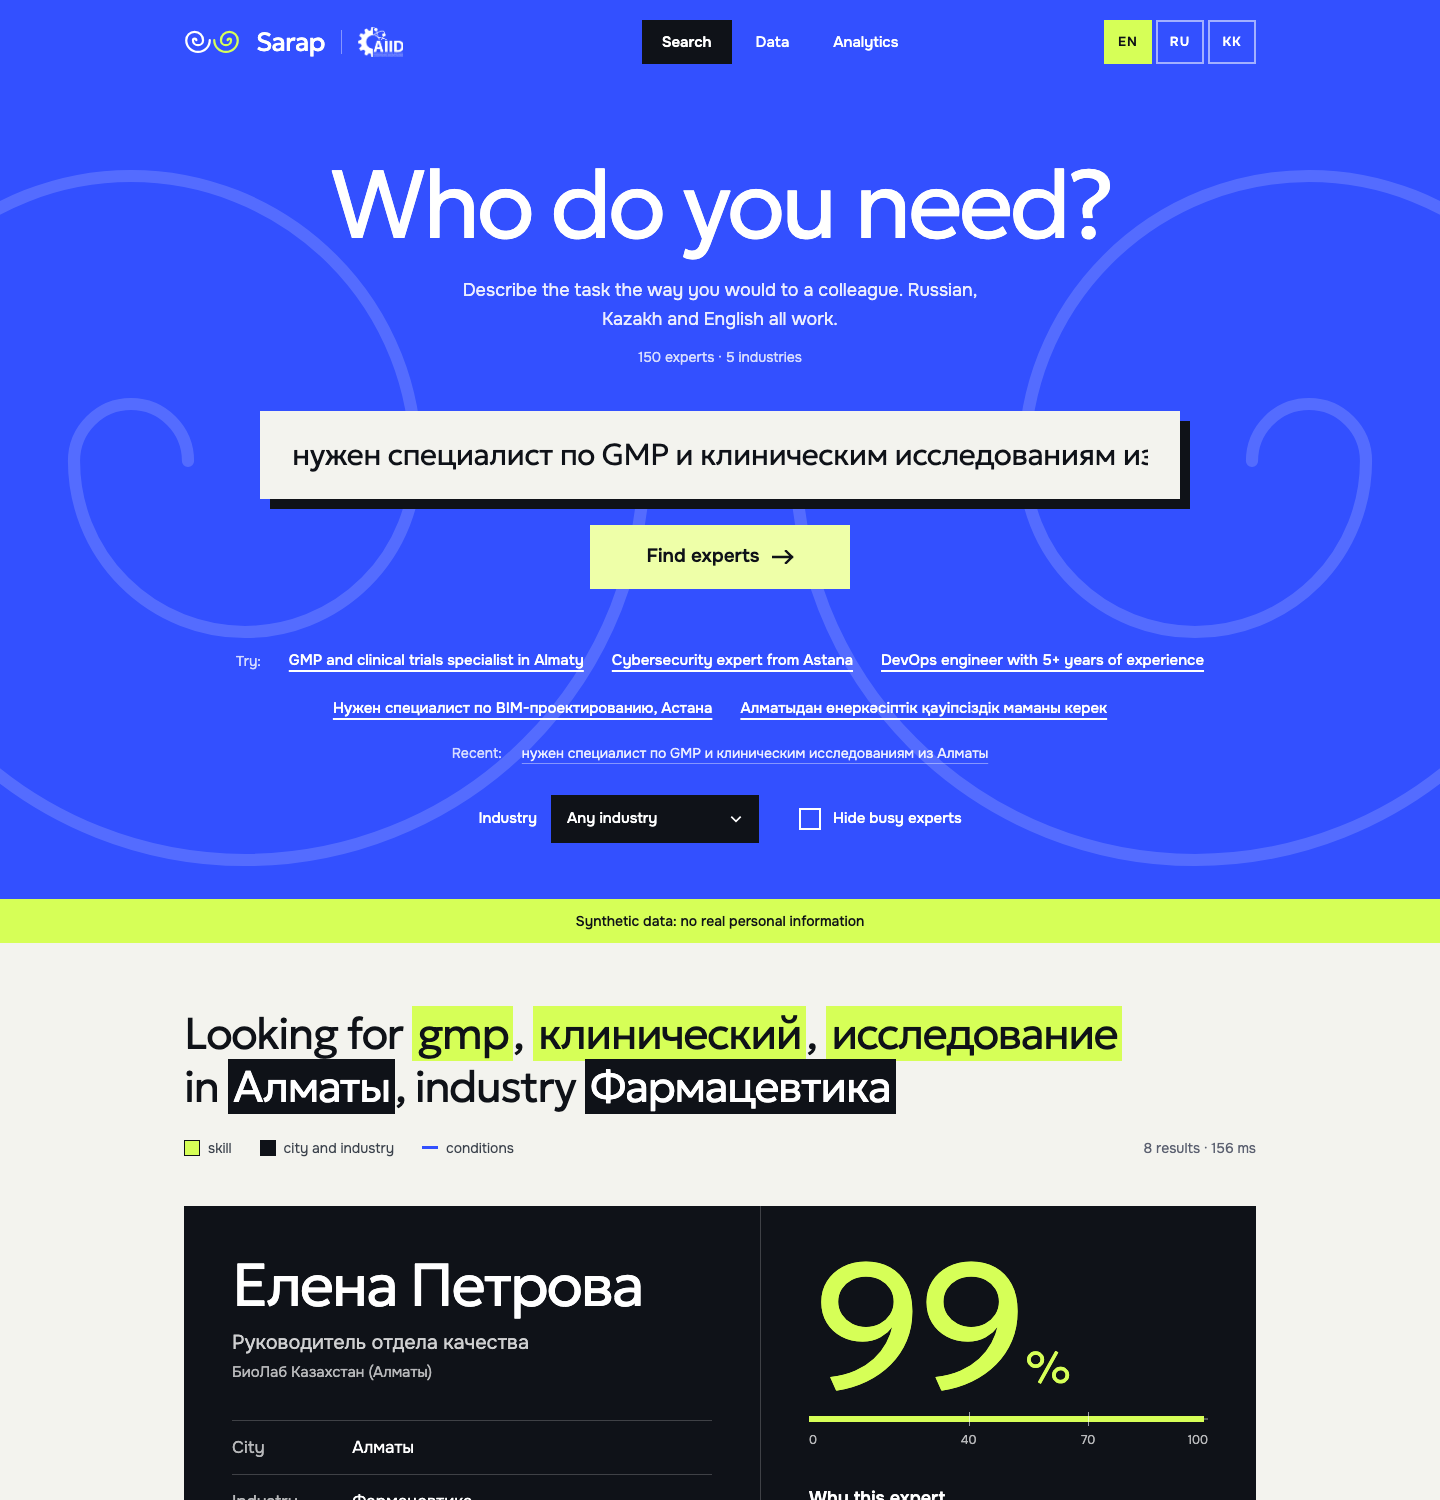 Sarap
AIID
Search
Data
Analytics
EN
RU
KK
Who do you need?
Describe the task the way you would to a colleague. Russian,
Kazakh and English all work.
150 experts · 5 industries
нужен специалист по GMP и клиническим исследованиям из
Find experts
Try:
GMP and clinical trials specialist in Almaty
Cybersecurity expert from Astana
DevOps engineer with 5+ years of experience
Нужен специалист по BIM-проектированию, Астана
Алматыдан өнеркәсіптік қауіпсіздік маманы керек
Recent:
нужен специалист по GMP и клиническим исследованиям из Алматы
Industry
Any industry
Hide busy experts
Synthetic data: no real personal information
Looking for gmp, клинический, исследование
in Алматы, industry Фармацевтика
skill
city and industry
conditions
8 results · 156 ms
Елена Петрова
Руководитель отдела качества
БиоЛаб Казахстан (Алматы)
City
Алматы
Industry
Фармацевтика
99%
0
40
70
100
Why this expert